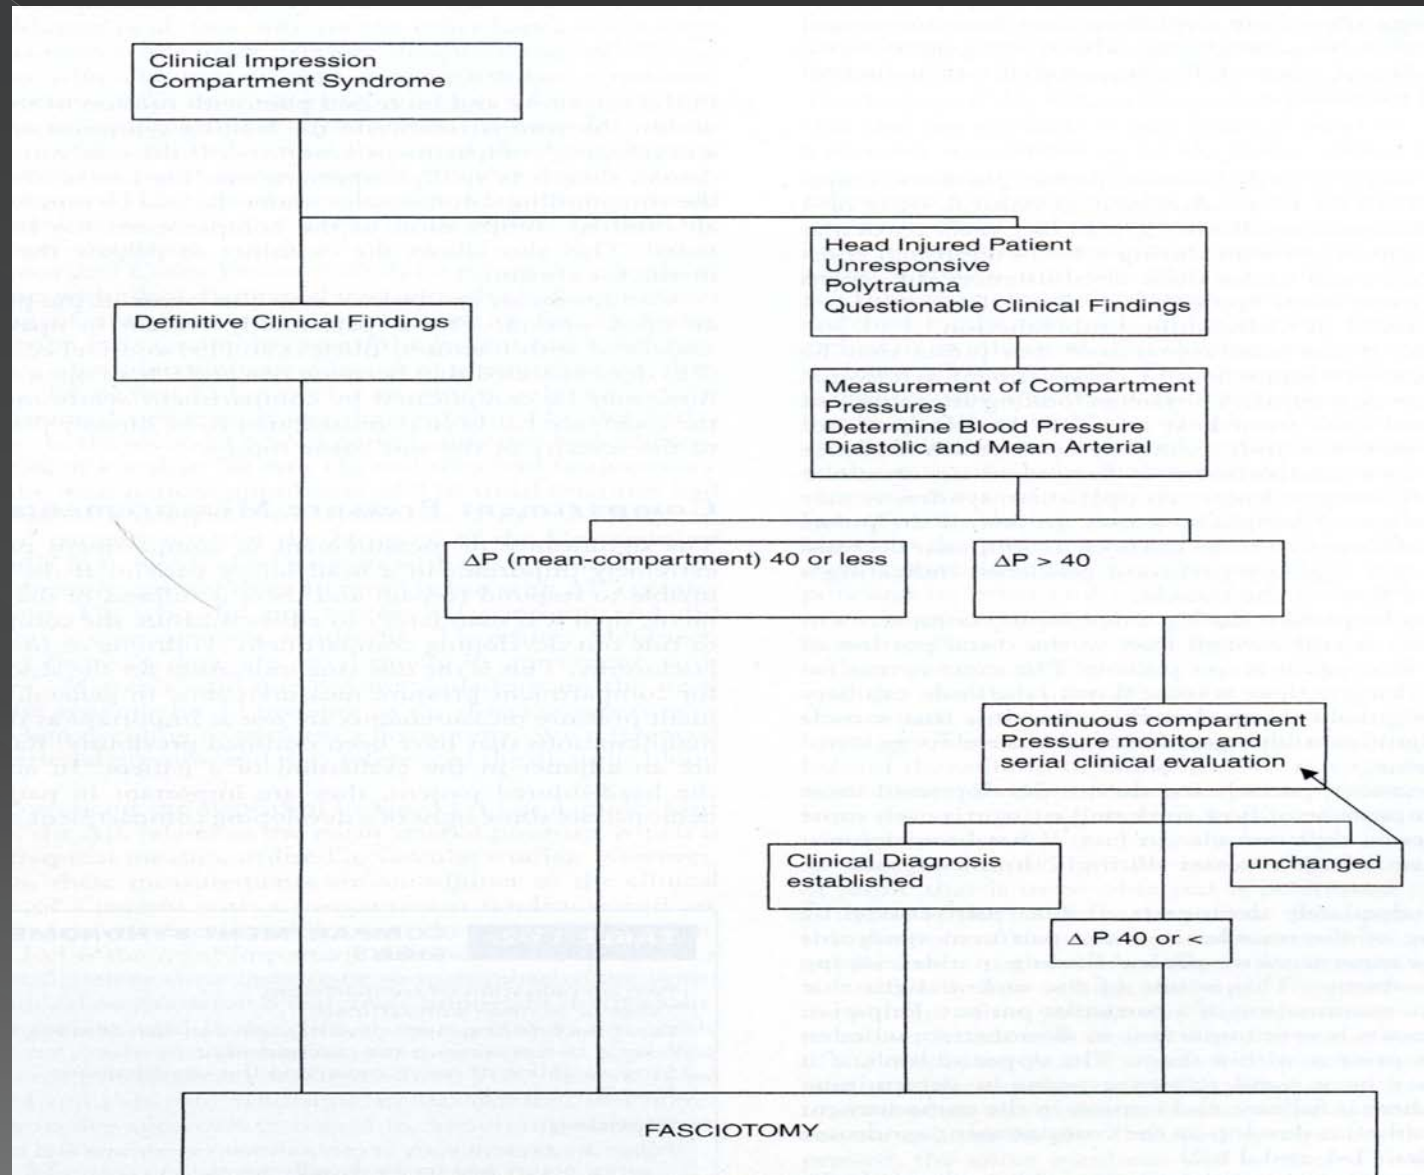 Clinical Impression
Compartment Syndrome
Head Injured Patient
Unresponsive
Polytrauma
Questionable Clinical Findings
Definitive Clinical Findings
Measurement of Compartment
Pressures
Determine Blood Pressure
Diastolic and Mean Arterial
ΔF (mean-compartment) 40 or less
ΔF > 40
Continuous compartment
Pressure monitor and
serial clinical evaluation
Clinical Diagnosis
established
unchanged
Δ P 40 or <
FASCIOTOMY